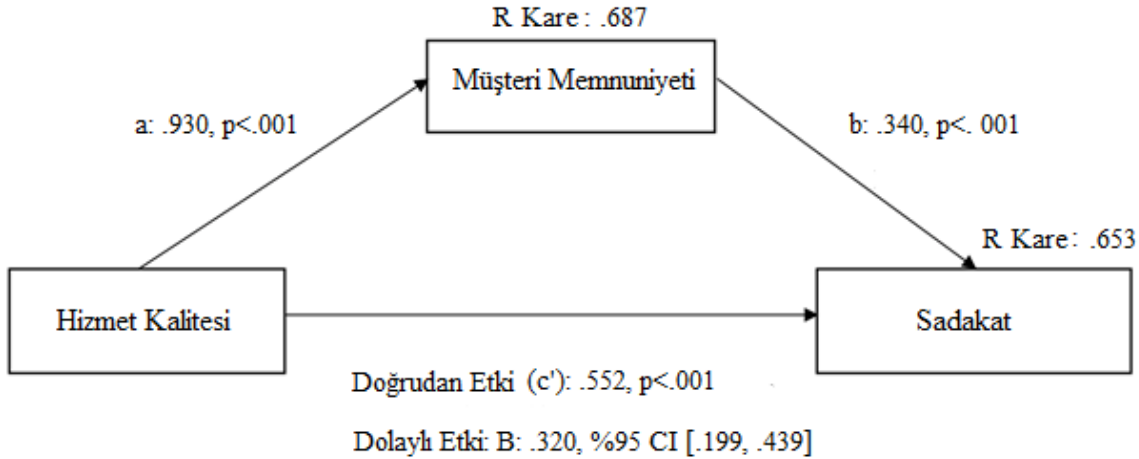 R Kare : .687
Müşteri Memnuniyeti
a: .930, p<.001
b: .340, p<. 001
R Kare: .653
Hizmet Kalitesi
Sadakat
Doğrudan Etki (c'): .552, p<.001
Dolaylı Etki: B: .320, %95 CI [.199, .439]